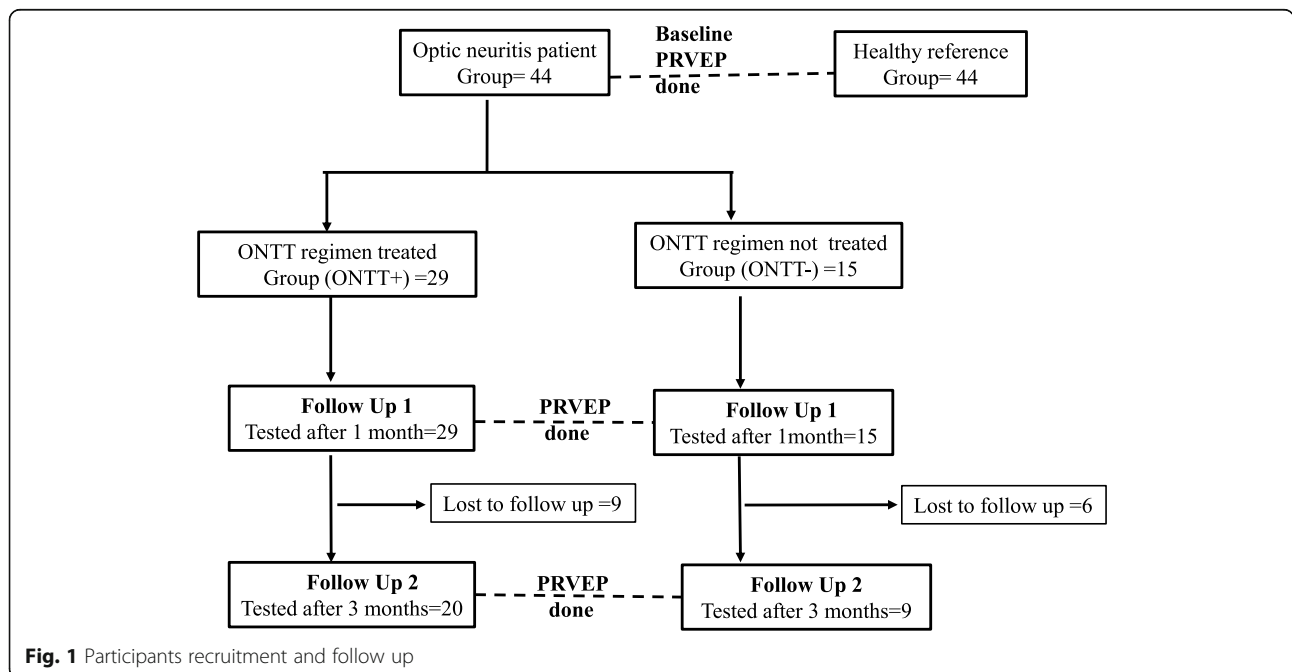 Optic neuritis patient
Group= 44
Baseline
PRVEP
done
Healthy reference
Group= 44
ONTT regimen treated
Group (ONTT+) =29
ONTT regimen not treated
Group (ONTT-) =15
Follow Up 1
Tested after 1 month=29
PRVEP
done
Follow Up 1
Tested after 1month=15
Lost to follow up =9
Lost to follow up =6
Follow Up 2
Tested after 3 months=20
PRVEP
done
Follow Up 2
Tested after 3 months=9
Fig. 1 Participants recruitment and follow up